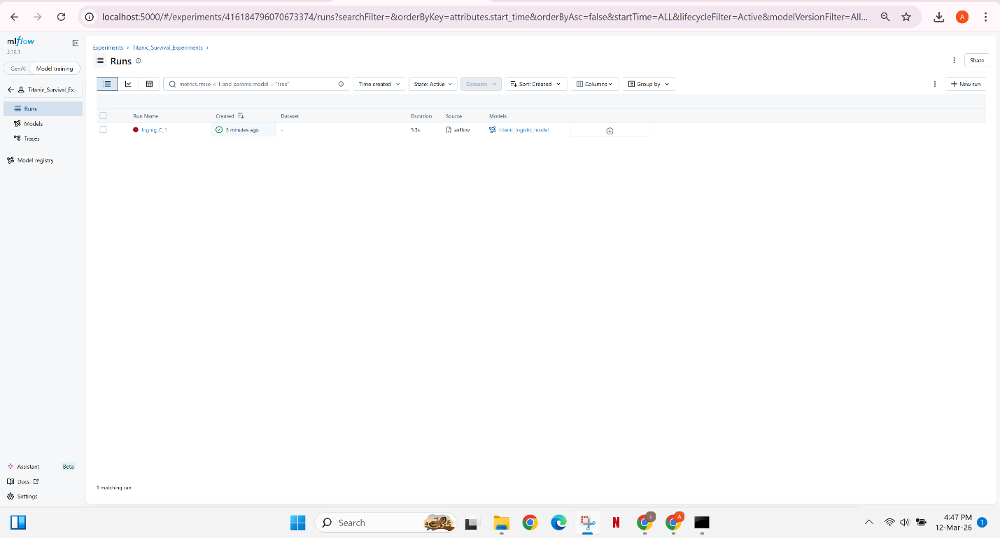 localhost:5000/#/experiments/416184796070673374/runs?searchFilter=&orderByKey=attributes.start_time&orderByAsc=false&startTime=ALL&lifecycleFilter=Active&modelVersionFilter=All...
A
mlflow
3.10.1
GenAI Model training
Titanic_Survival_Ex...
Runs
Models
Traces
Model registry
Assistant Beta
Docs
Settings
Experiments > Titanic_Survival_Experiments >
Runs
Share
metrics.rmse < 1 and params.model = "tree"
Time created State: Active Datasets Sort: Created Columns Group by
New run
Run Name Created Dataset Duration Source Models
logreg_C_1 5 minutes ago - 5.3s airflow titanic_logistic_model
1 matching run
Search
N
i
A
4:47 PM
12-Mar-26
1